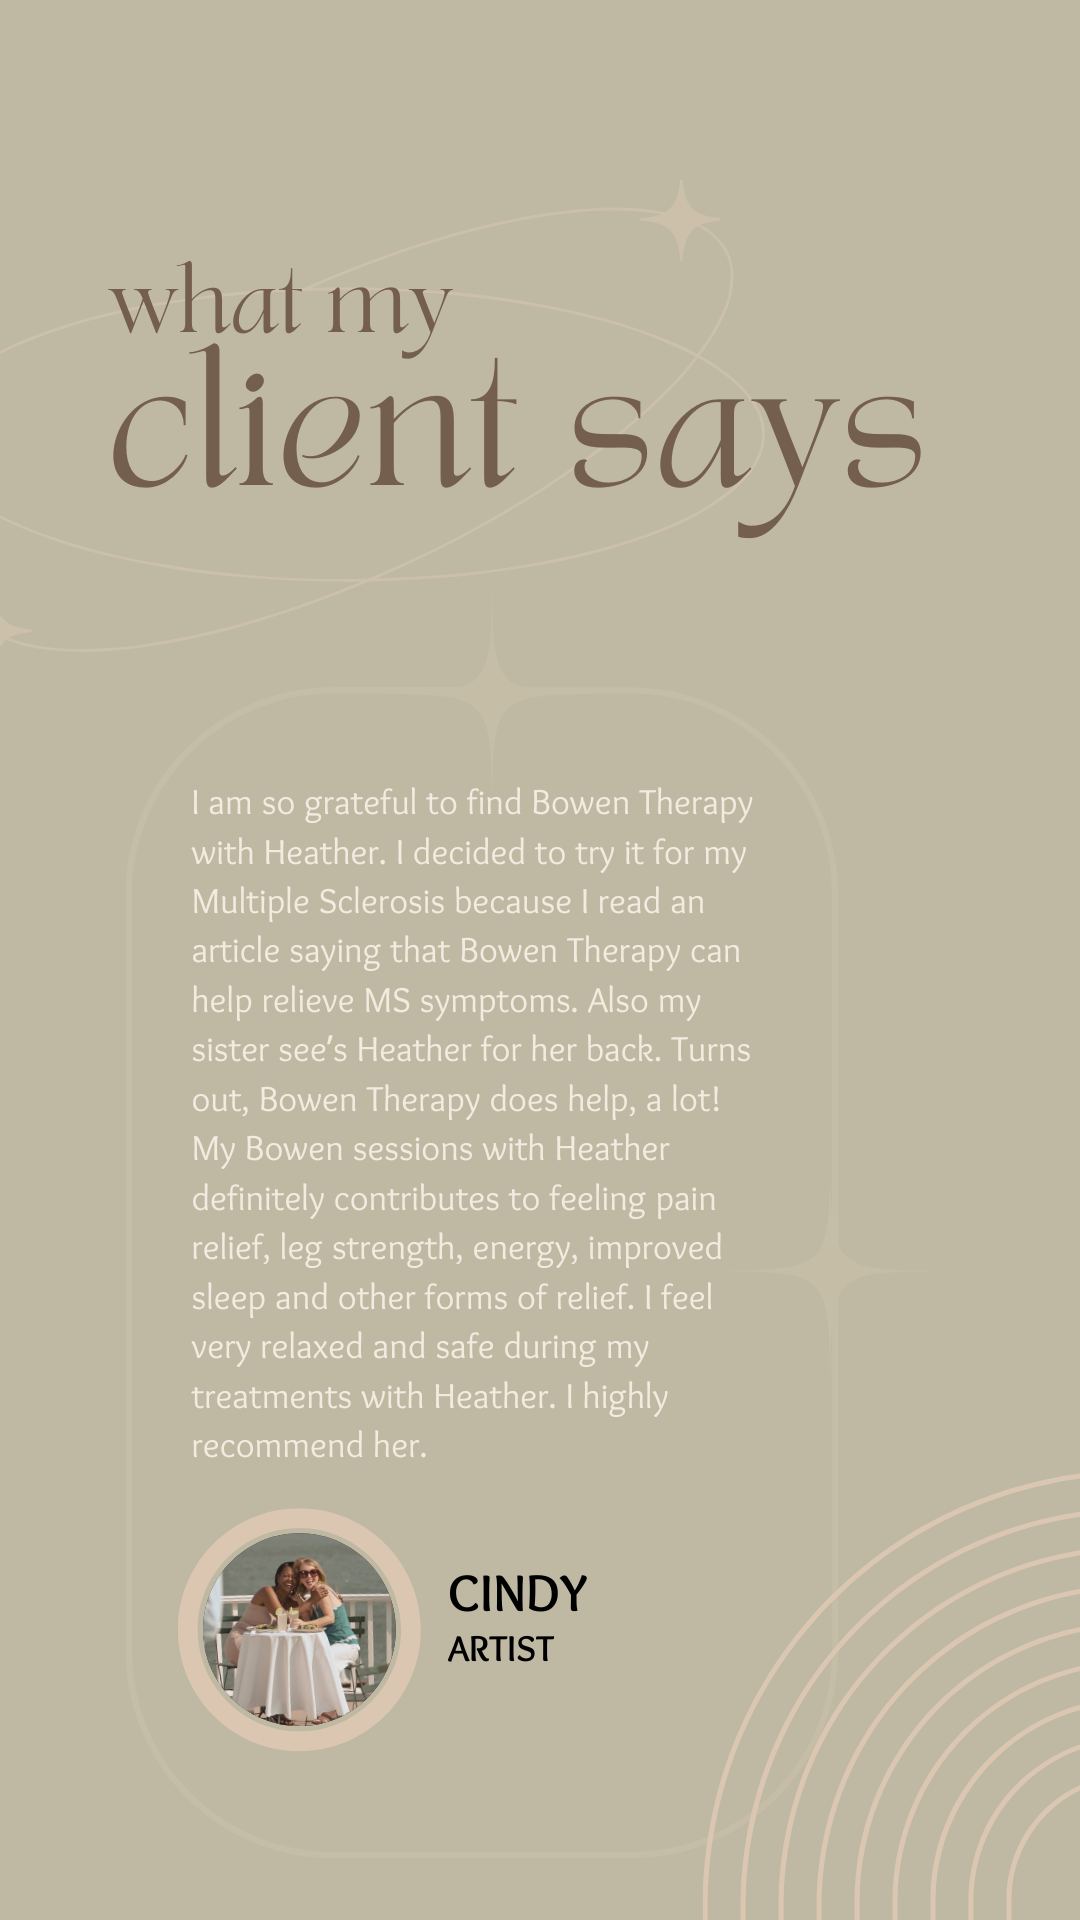 what my
client says
I am so grateful to find Bowen Therapy
with Heather. I decided to try it for my
Multiple Sclerosis because I read an
article saying that Bowen Therapy can
help relieve MS symptoms. Also my
sister see's Heather for her back. Turns
out, Bowen Therapy does help, a lot!
My Bowen sessions with Heather
definitely contributes to feeling pain
relief, leg strength, energy, improved
sleep and other forms of relief. I feel
very relaxed and safe during my
treatments with Heather. I highly
recommend her.
CINDY
ARTIST